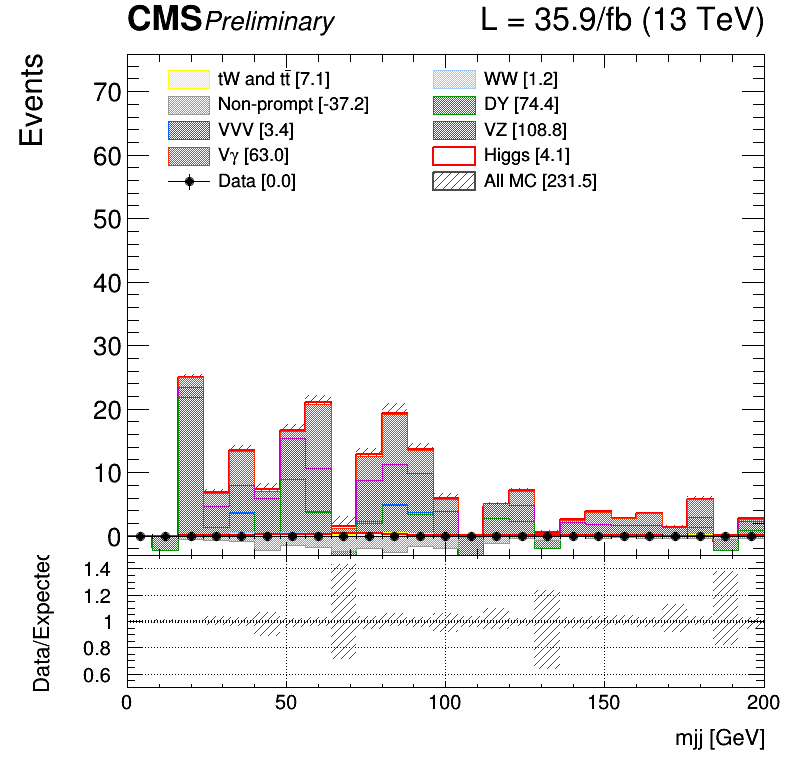 CMS Preliminary L = 35.9/fb (13 TeV)
Events
tW and tt̄ [7.1] WW [1.2]
Non-prompt [-37.2] DY [74.4]
VVV [3.4] VZ [108.8]
Vγ [63.0] Higgs [4.1]
Data [0.0] All MC [231.5]
70
60
50
40
30
20
10
0
Data/Expected
1.4
1.2
1
0.8
0.6
0 50 100 150 200
mjj [GeV]